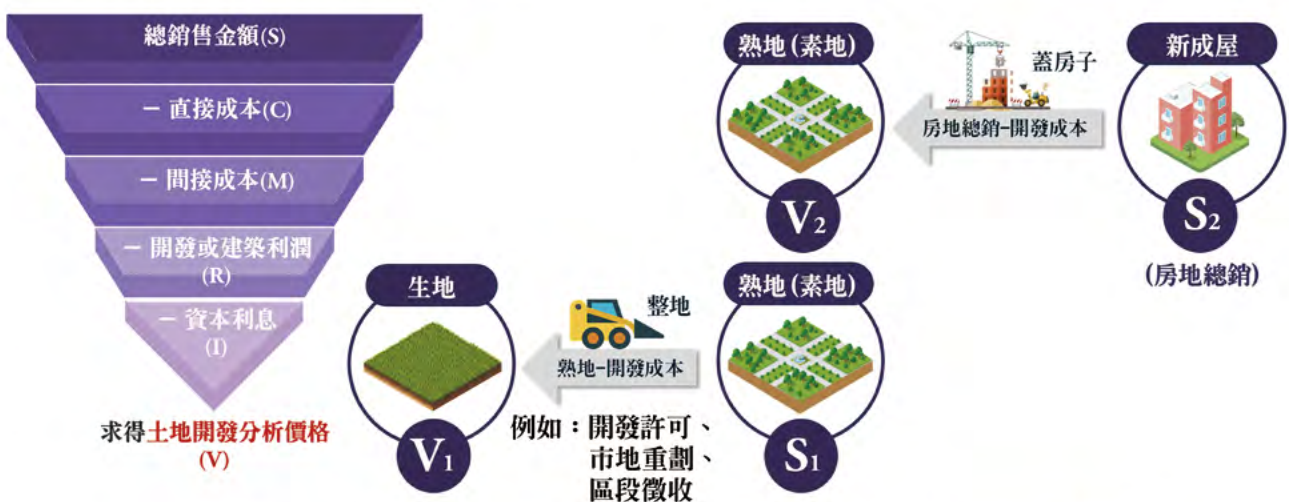 總銷售金額(S)
－ 直接成本(C)
－ 間接成本(M)
－ 開發或建築利潤
(R)
－ 資本利息
(I)
求得土地開發分析價格
(V)
熟地(素地)
V2
蓋房子
房地總銷-開發成本
新成屋
S2
(房地總銷)
生地
V1
整地
熟地-開發成本
例如：開發許可、
市地重劃、
區段徵收
熟地(素地)
S1